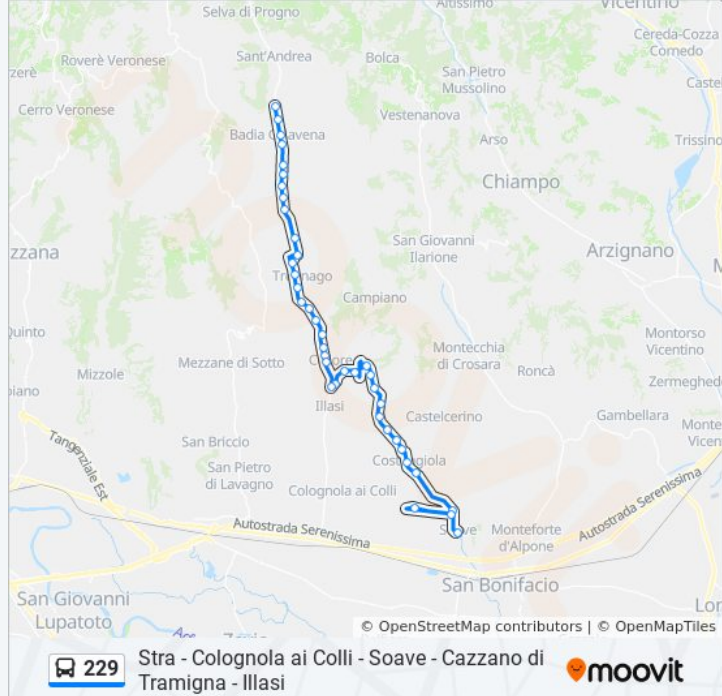 Selva di Progno
Altissimo
Vicentino
Cereda-Cozza
Cornedo
Roverè Veronese
Sant'Andrea
Bolca
San Pietro
Mussolino
Cerro Veronese
Vestenanova
Badia Calavena
Arso
Trissino
Chiampo
zzana
San Giovanni
Ilarione
Arzignano
Campiano
Quinto
Mezzane di Sotto
Montecchia
di Crosara
Montorso
Vicentino
Mizzole
Roncà
Zermeghedo
Illasi
Castelcerino
Gambellara
San Briccio
San Pietro
di Lavagno
Tangenziale Est
Colognola ai Colli
Autostrada Serenissima
Autostrada Serenissima
Soave
Monteforte
d'Alpone
San Bonifacio
San Giovanni
Lupatoto
© OpenStreetMap contributors | © OpenMapTiles
229
Stra - Colognola ai Colli - Soave - Cazzano di
Tramigna - Illasi
moovit